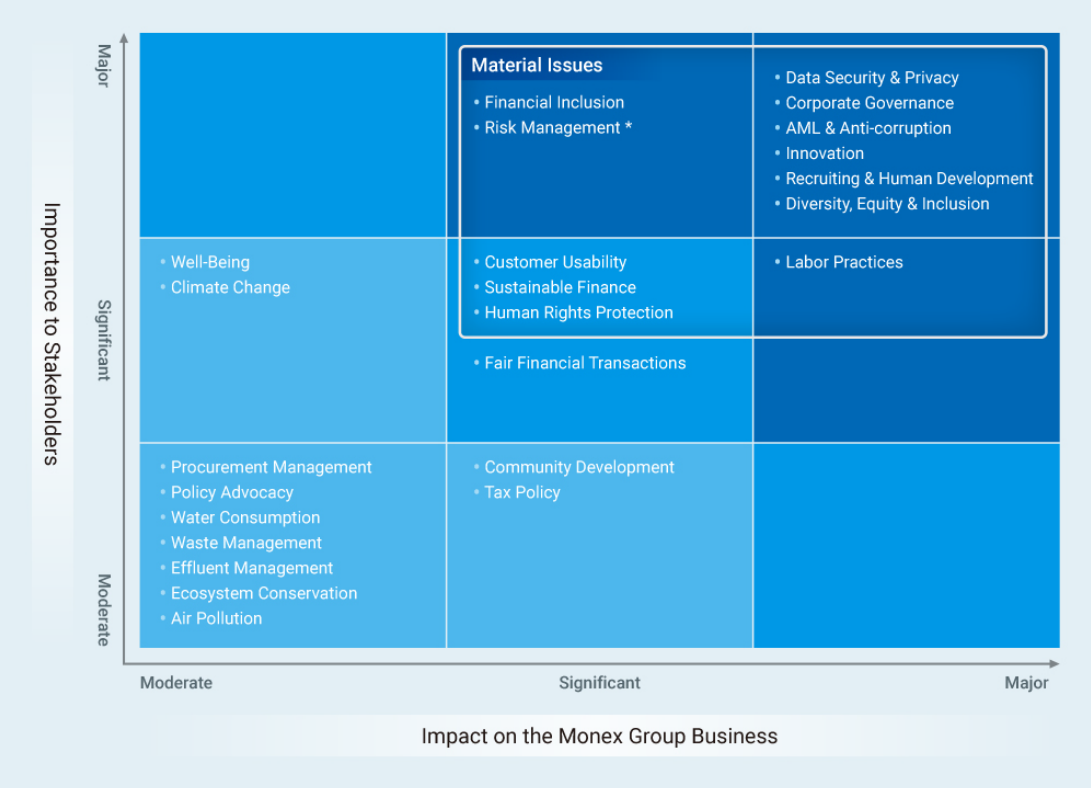 Major
Material Issues
• Financial Inclusion
• Risk Management *
• Data Security & Privacy
• Corporate Governance
• AML & Anti-corruption
• Innovation
• Recruiting & Human Development
• Diversity, Equity & Inclusion
Importance to Stakeholders
Significant
• Well-Being
• Climate Change
• Customer Usability
• Sustainable Finance
• Human Rights Protection
• Fair Financial Transactions
• Labor Practices
Moderate
• Procurement Management
• Policy Advocacy
• Water Consumption
• Waste Management
• Effluent Management
• Ecosystem Conservation
• Air Pollution
• Community Development
• Tax Policy
Moderate
Significant
Major
Impact on the Monex Group Business